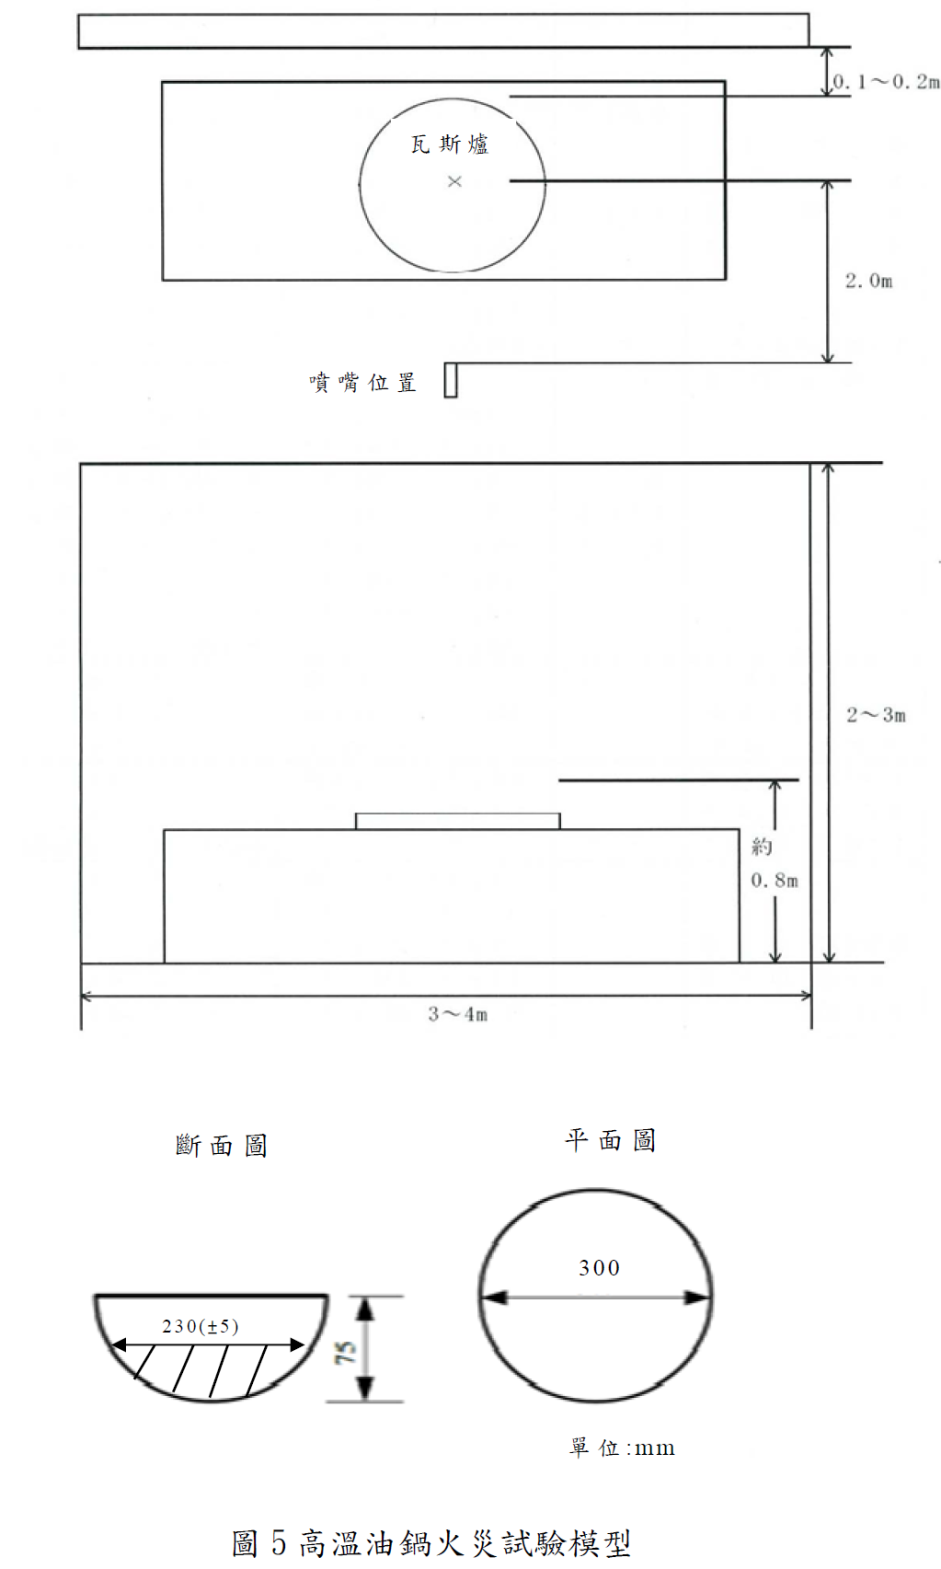 0.1～0.2m
瓦斯爐
2.0m
噴嘴位置
2～3m
約
0.8m
3～4m
斷面圖
平面圖
230(±5)
75
300
單位:mm
圖 5 高溫油鍋火災試驗模型